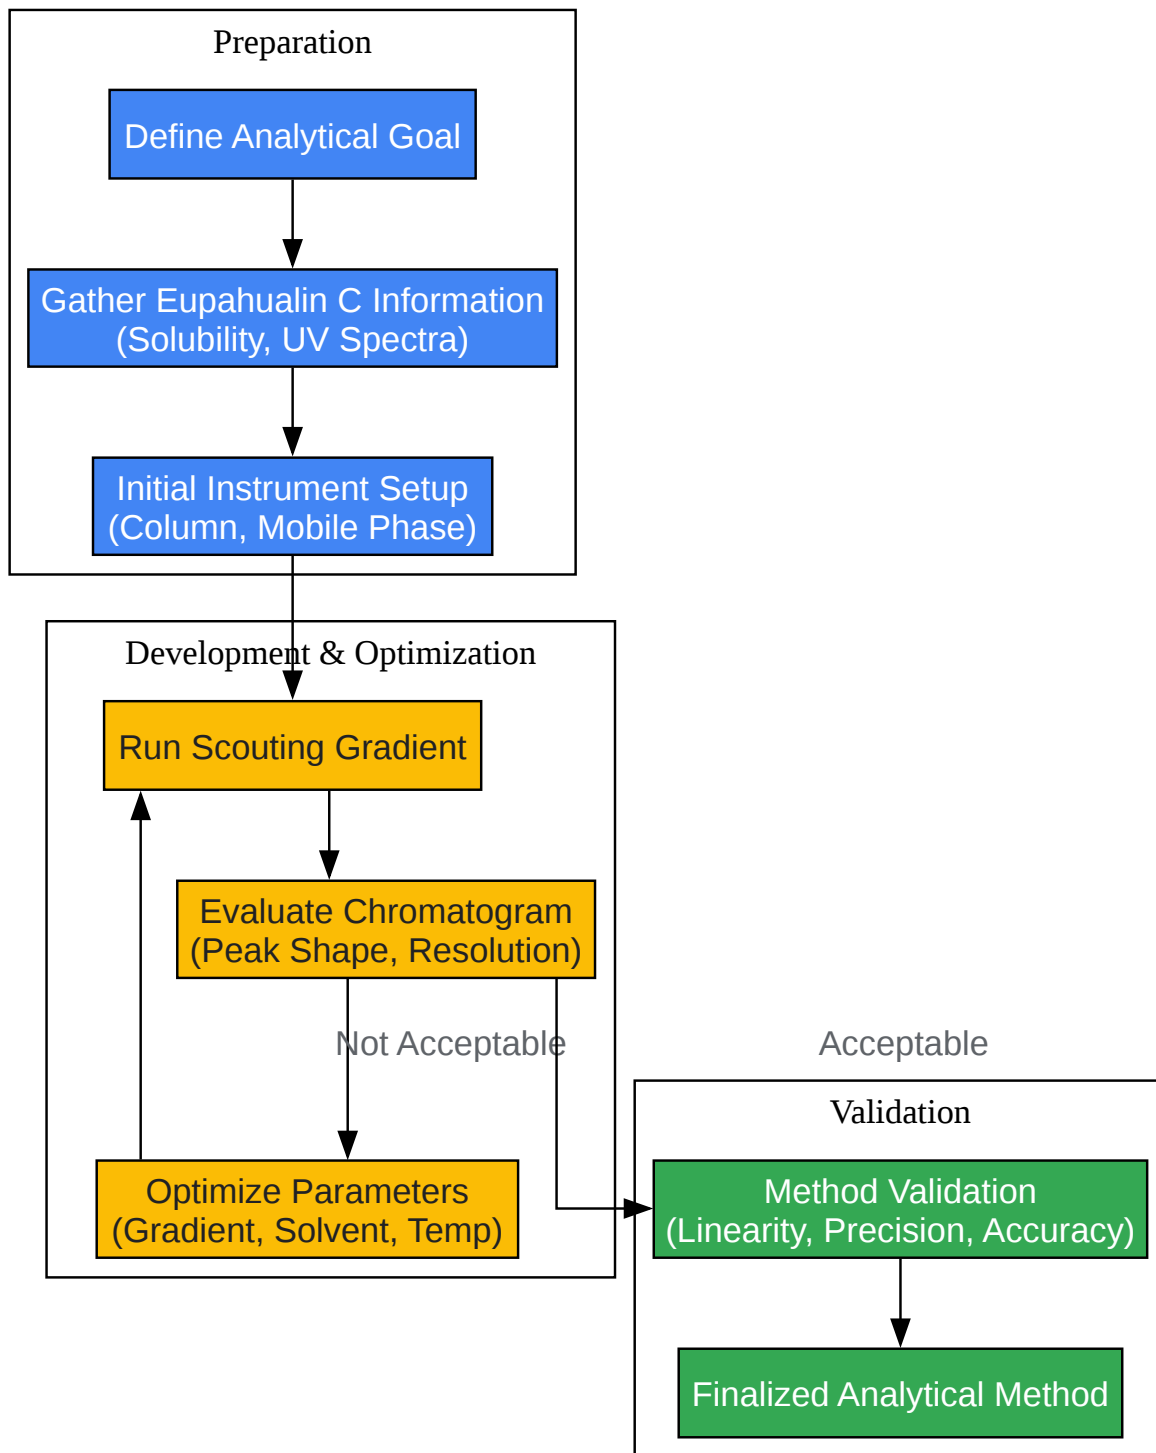 Preparation
Define Analytical Goal
Gather Eupahualin C Information
(Solubility, UV Spectra)
Initial Instrument Setup
(Column, Mobile Phase)
Development & Optimization
Run Scouting Gradient
Evaluate Chromatogram
(Peak Shape, Resolution)
Not Acceptable
Acceptable
Optimize Parameters
(Gradient, Solvent, Temp)
Validation
Method Validation
(Linearity, Precision, Accuracy)
Finalized Analytical Method